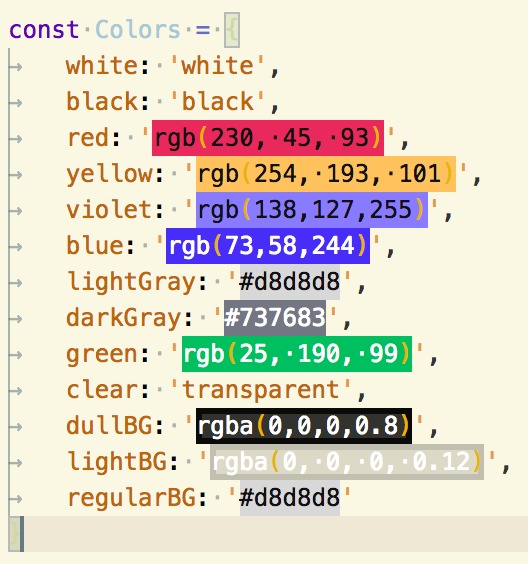 const Colors = {
→ white: 'white',
→ black: 'black',
→ red: 'rgb(230, 45, 93)',
→ yellow: 'rgb(254, 193, 101)',
→ violet: 'rgb(138,127,255)',
→ blue: 'rgb(73,58,244)',
→ lightGray: '#d8d8d8',
→ darkGray: '#737683',
→ green: 'rgb(25, 190, 99)',
→ clear: 'transparent',
→ dullBG: 'rgba(0,0,0,0.8)',
→ lightBG: 'rgba(0, 0, 0, 0.12)',
→ regularBG: '#d8d8d8'
}